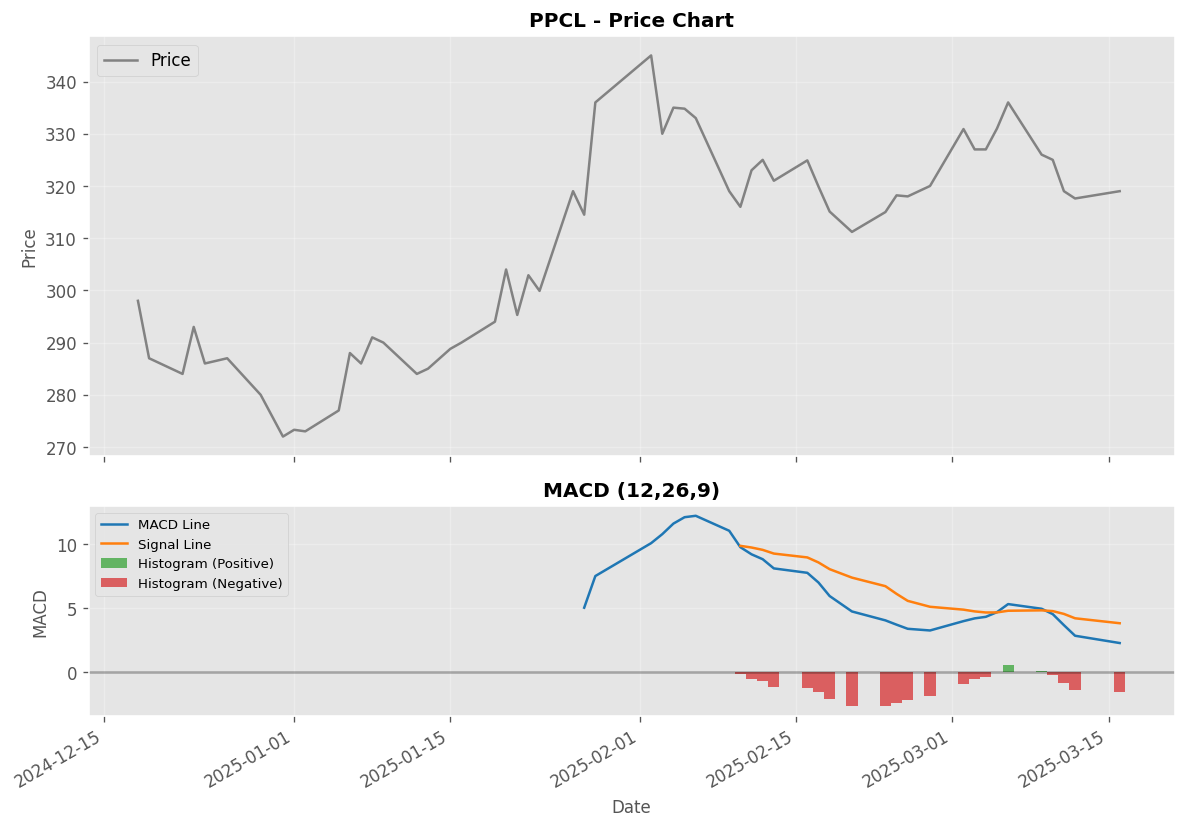 PPCL - Price Chart
Price
340
330
320
310
300
290
280
270
Price
MACD (12,26,9)
MACD Line
Signal Line
Histogram (Positive)
Histogram (Negative)
10
5
0
MACD
2024-12-15
2025-01-01
2025-01-15
2025-02-01
2025-02-15
2025-03-01
2025-03-15
Date